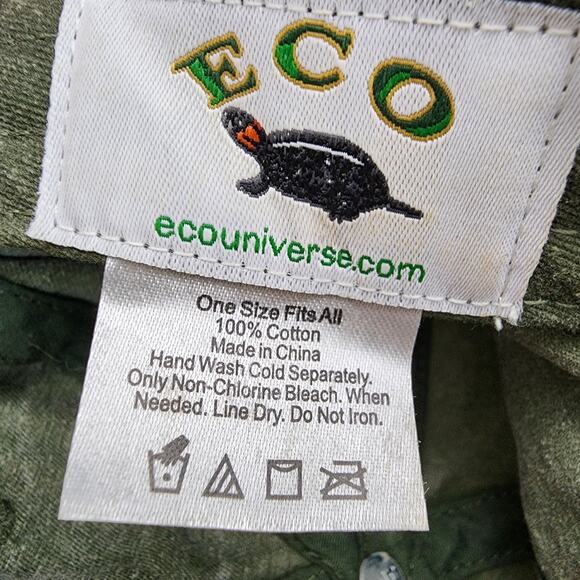 ECO
ecouniverse.com
One Size Fits All
100% Cotton
Made in China
Hand Wash Cold Separately.
Only Non-Chlorine Bleach. When
Needed. Line Dry. Do Not Iron.